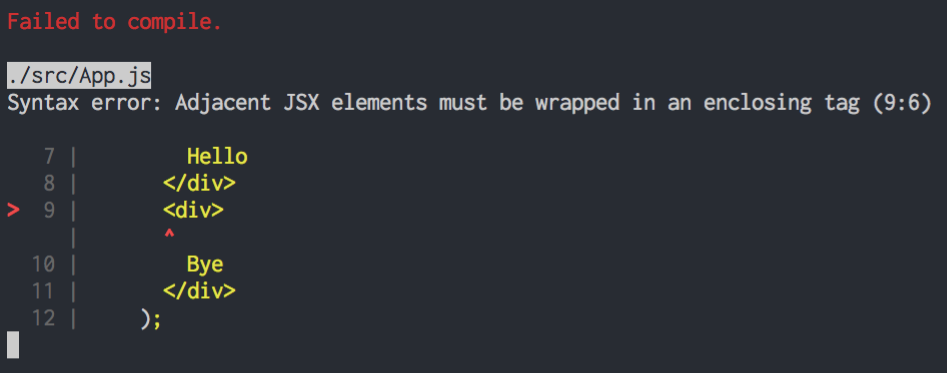 Failed to compile.
./src/App.js
Syntax error: Adjacent JSX elements must be wrapped in an enclosing tag (9:6)
   7 |         Hello
   8 |       </div>
>  9 |       <div>
     |       ^
  10 |         Bye
  11 |       </div>
  12 |     );